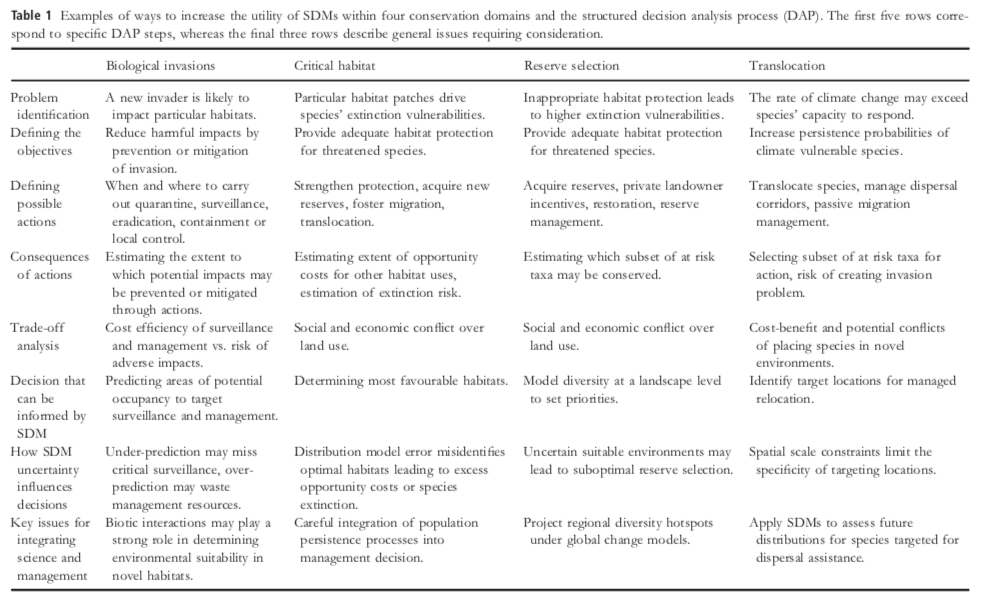 Table 1 Examples of ways to increase the utility of SDMs within four conservation domains and the structured decision analysis process (DAP). The first five rows corre-
spond to specific DAP steps, whereas the final three rows describe general issues requiring consideration.
Biological invasions Critical habitat Reserve selection Translocation
Problem A new invader is likely to Particular habitat patches drive Inappropriate habitat protection leads The rate of climate change may exceed
identification impact particular habitats. species' extinction vulnerabilities. to higher extinction vulnerabilities. species' capacity to respond.
Defining the Reduce harmful impacts by Provide adequate habitat protection Provide adequate habitat protection Increase persistence probabilities of
objectives prevention or mitigation for threatened species. for threatened species. climate vulnerable species.
of invasion.
Defining When and where to carry Strengthen protection, acquire new Acquire reserves, private landowner Translocate species, manage dispersal
possible out quarantine, surveillance, reserves, foster migration, incentives, restoration, reserve corridors, passive migration
actions eradication, containment or translocation. management. management.
local control.
Consequences Estimating the extent to Estimating extent of opportunity Estimating which subset of at risk Selecting subset of at risk taxa for
of actions which potential impacts may costs for other habitat uses, taxa may be conserved. action, risk of creating invasion
be prevented or mitigated estimation of extinction risk. problem.
through actions.
Trade-off Cost efficiency of surveillance Social and economic conflict over Social and economic conflict over Cost-benefit and potential conflicts
analysis and management vs. risk of land use. land use. of placing species in novel
adverse impacts. environments.
Decision that Predicting areas of potential Determining most favourable habitats. Model diversity at a landscape level Identify target locations for managed
can be occupancy to target to set priorities. relocation.
informed by surveillance and management.
SDM
How SDM Under-prediction may miss Distribution model error misidentifies Uncertain suitable environments may Spatial scale constraints limit the
uncertainty critical surveillance, over- optimal habitats leading to excess lead to suboptimal reserve selection. specificity of targeting locations.
influences prediction may waste opportunity costs or species
decisions management resources. extinction.
Key issues for Biotic interactions may play a Careful integration of population Project regional diversity hotspots Apply SDMs to assess future
integrating strong role in determining persistence processes into under global change models. distributions for species targeted for
science and environmental suitability in management decision. dispersal assistance.
management novel habitats.